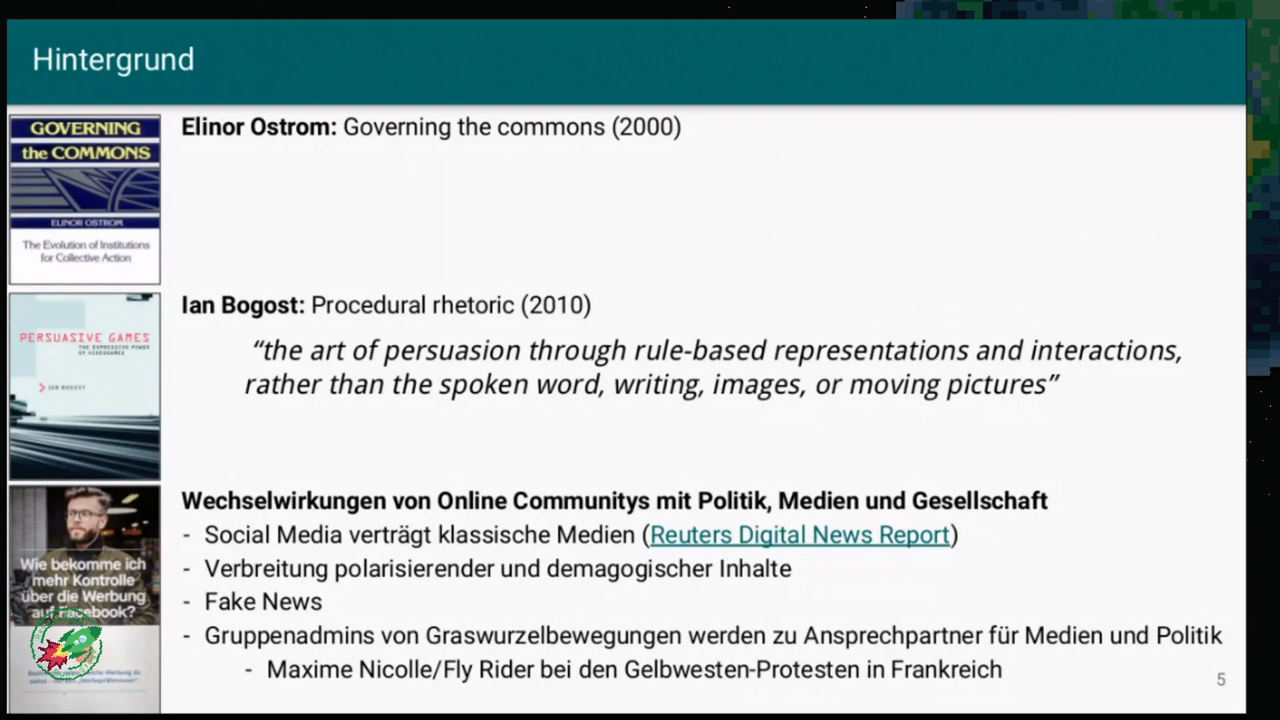 Hintergrund
GOVERNING
the COMMONS
ELINOR OSTROM
The Evolution of Institutions
for Collective Action
Elinor Ostrom: Governing the commons (2000)
PERSUASIVE GAMES
THE EXPRESSIVE POWER
OF VIDEOGAMES
IAN BOGOST
Ian Bogost: Procedural rhetoric (2010)
“the art of persuasion through rule-based representations and interactions,
rather than the spoken word, writing, images, or moving pictures”
Wie bekomme ich
mehr Kontrolle
über die Werbung
auf Facebook?
Wechselwirkungen von Online Communitys mit Politik, Medien und Gesellschaft
- Social Media verträgt klassische Medien (Reuters Digital News Report)
- Verbreitung polarisierender und demagogischer Inhalte
- Fake News
- Gruppenadmins von Graswurzelbewegungen werden zu Ansprechpartner für Medien und Politik
- Maxime Nicolle/Fly Rider bei den Gelbwesten-Protesten in Frankreich
5